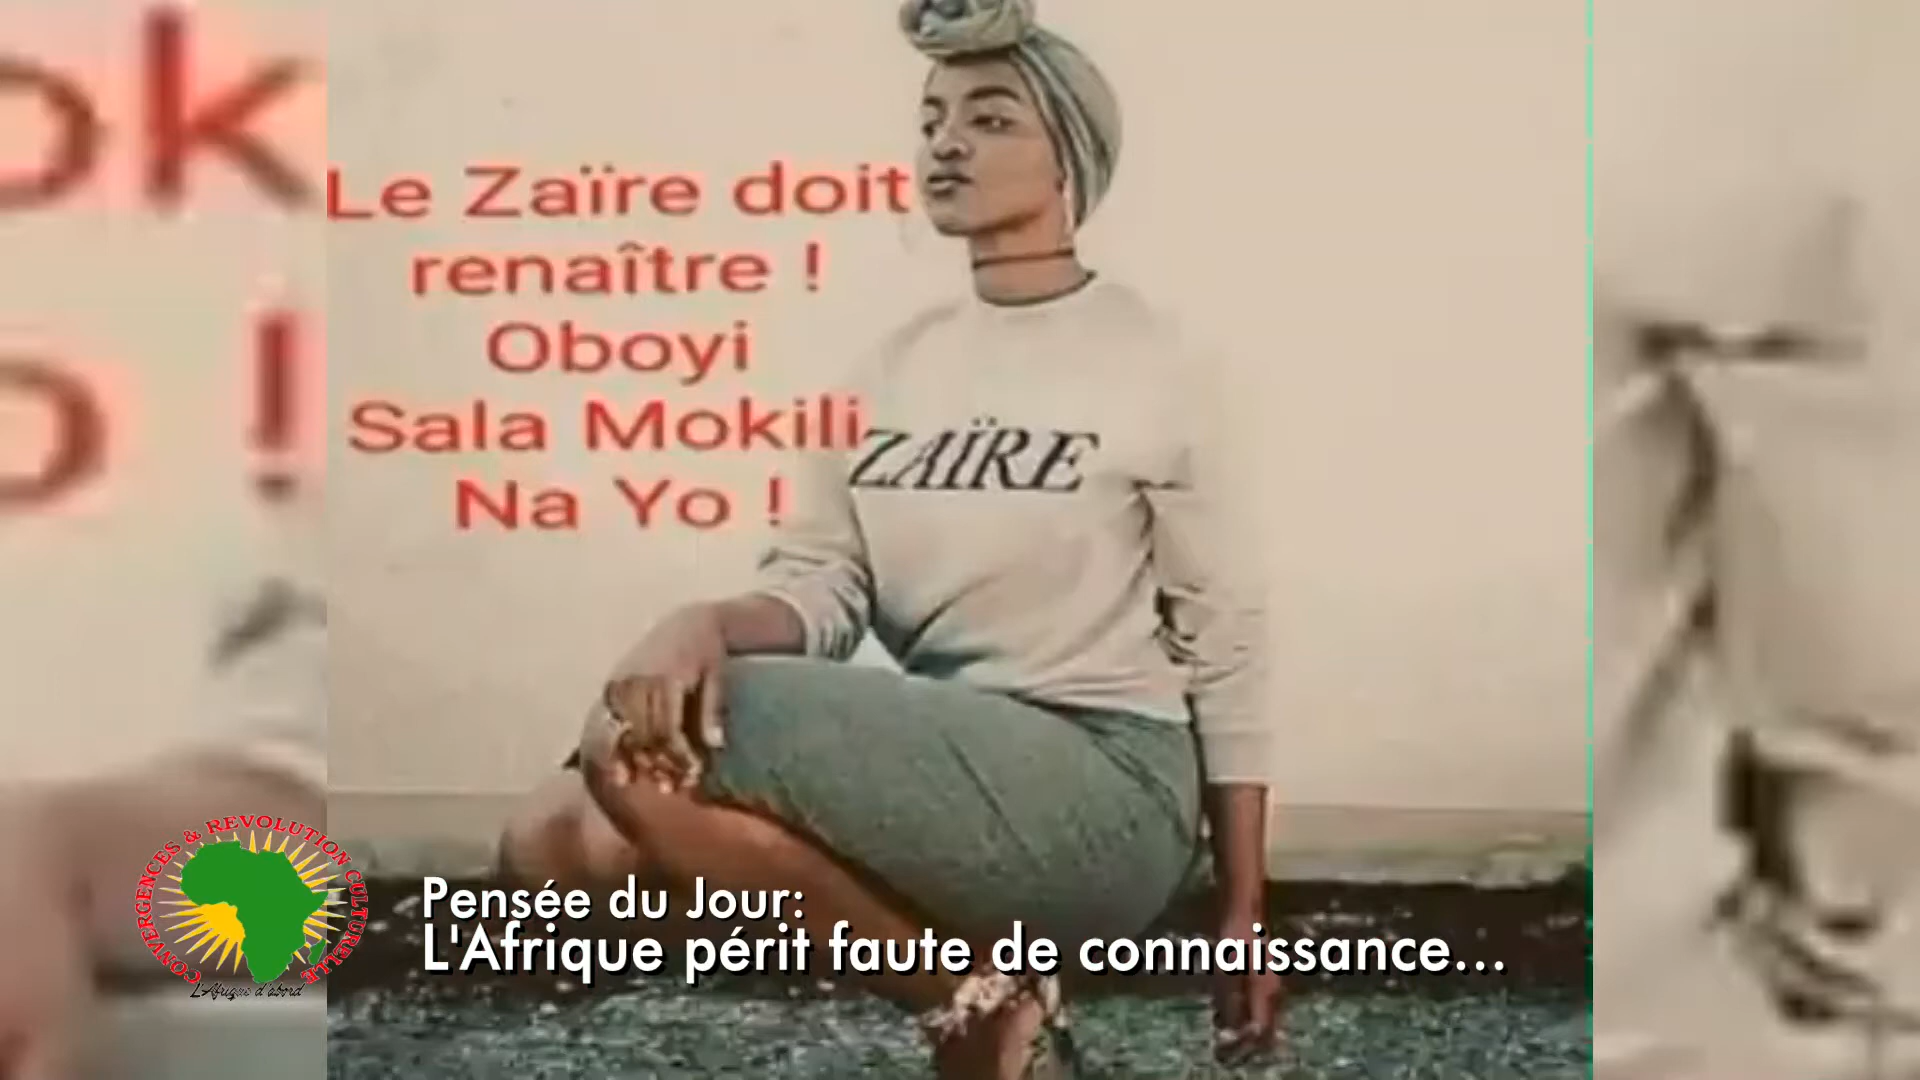 Le Zaïre doit
renaître !
Oboyi
Sala Mokili
Na Yo !
ZAÏRE
CONVERGENCES & REVOLUTION CULTURELLE
L'Afrique d'abord
Pensée du Jour:
L'Afrique périt faute de connaissance...